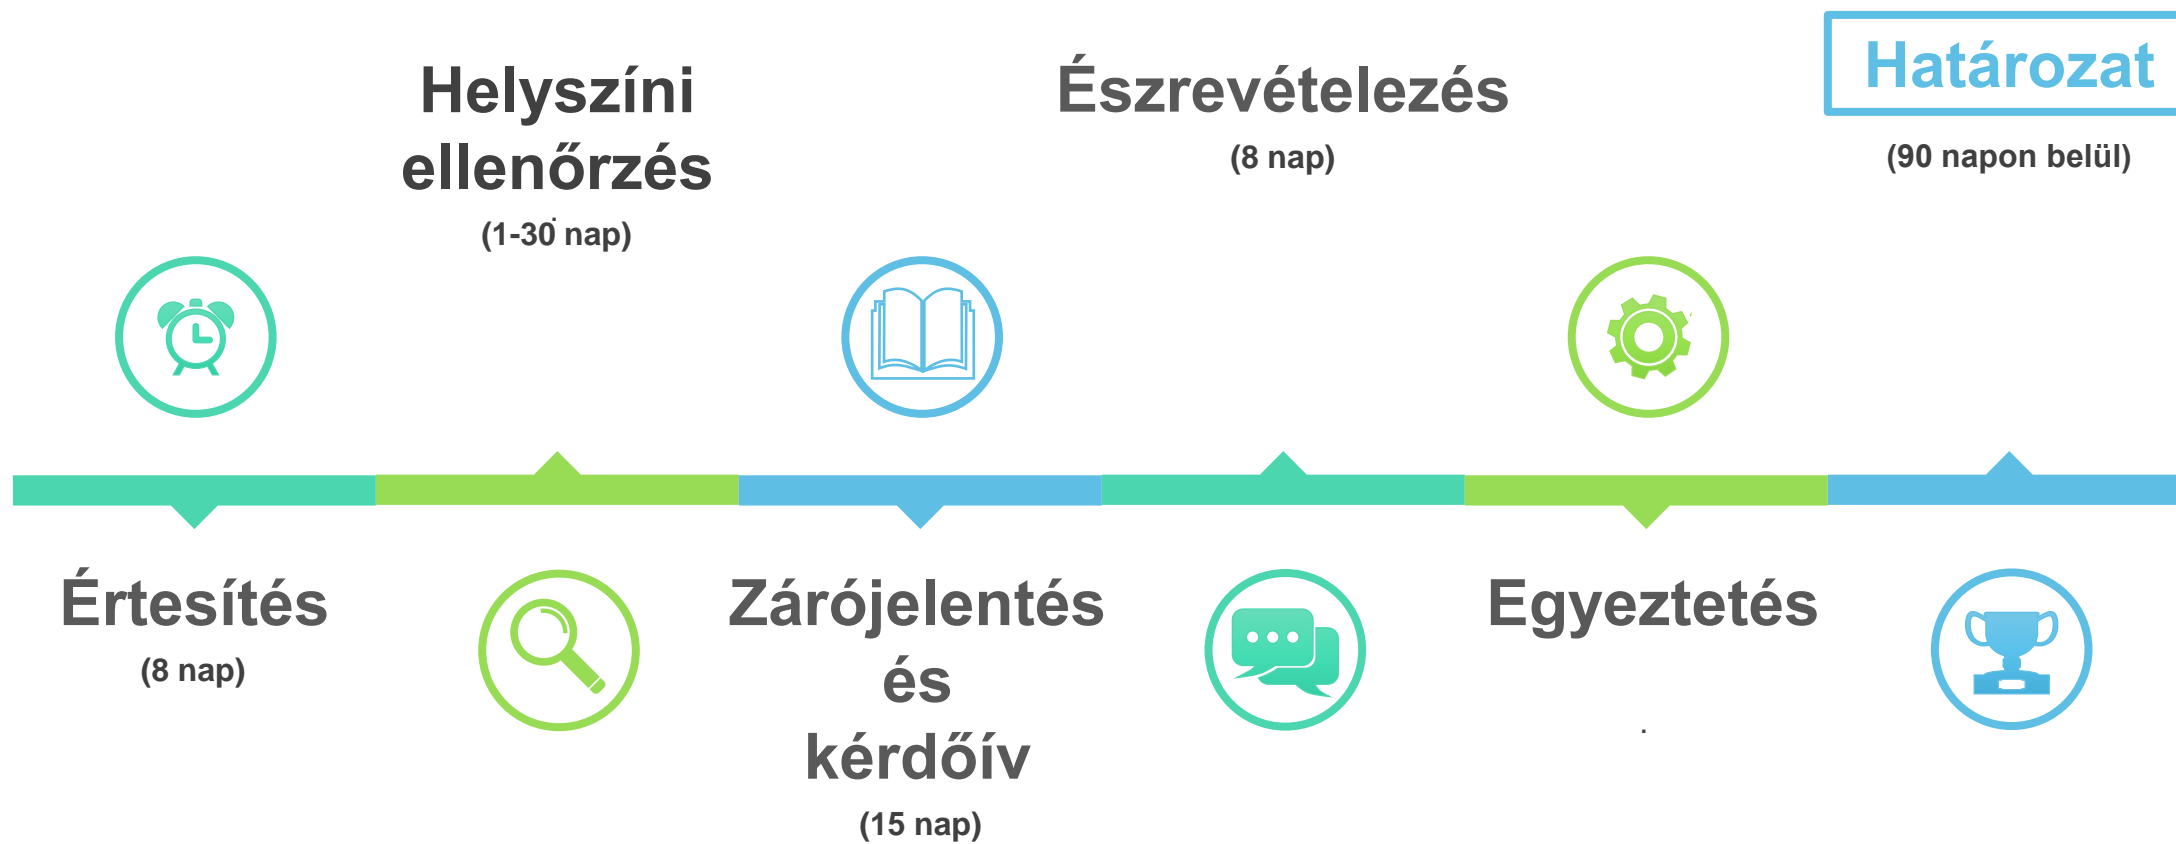 Értesítés
(8 nap)
Helyszíni
ellenőrzés
(1-30 nap)
Zárójelentés
és
kérdőív
(15 nap)
Észrevételezés
(8 nap)
Egyeztetés
Határozat
(90 napon belül)